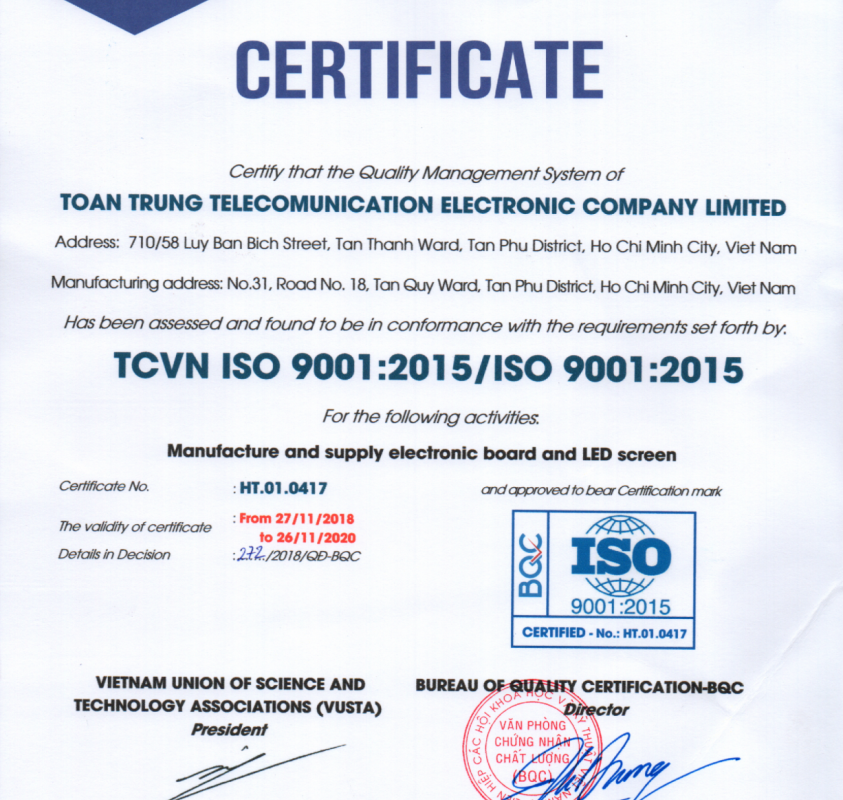 CERTIFICATE
Certify that the Quality Management System of
TOAN TRUNG TELECOMUNICATION ELECTRONIC COMPANY LIMITED
Address: 710/58 Luy Ban Bich Street, Tan Thanh Ward, Tan Phu District, Ho Chi Minh City, Viet Nam
Manufacturing address: No.31, Road No. 18, Tan Quy Ward, Tan Phu District, Ho Chi Minh City, Viet Nam
Has been assessed and found to be in conformance with the requirements set forth by:
TCVN ISO 9001:2015/ISO 9001:2015
For the following activities:
Manufacture and supply electronic board and LED screen
Certificate No. : HT.01.0417
The validity of certificate : From 27/11/2018
to 26/11/2020
Details in Decision : 272./2018/QĐ-BQC
and approved to bear Certification mark
BQC
ISO
9001:2015
CERTIFIED - No.: HT.01.0417
VIETNAM UNION OF SCIENCE AND
TECHNOLOGY ASSOCIATIONS (VUSTA)
President
BUREAU OF QUALITY CERTIFICATION-BQC
Director
HIỆP CÁC HỘI KHOA HỌC VÀ KỸ THUẬT
VĂN PHÒNG
CHỨNG NHẬN
CHẤT LƯỢNG
(BQC)